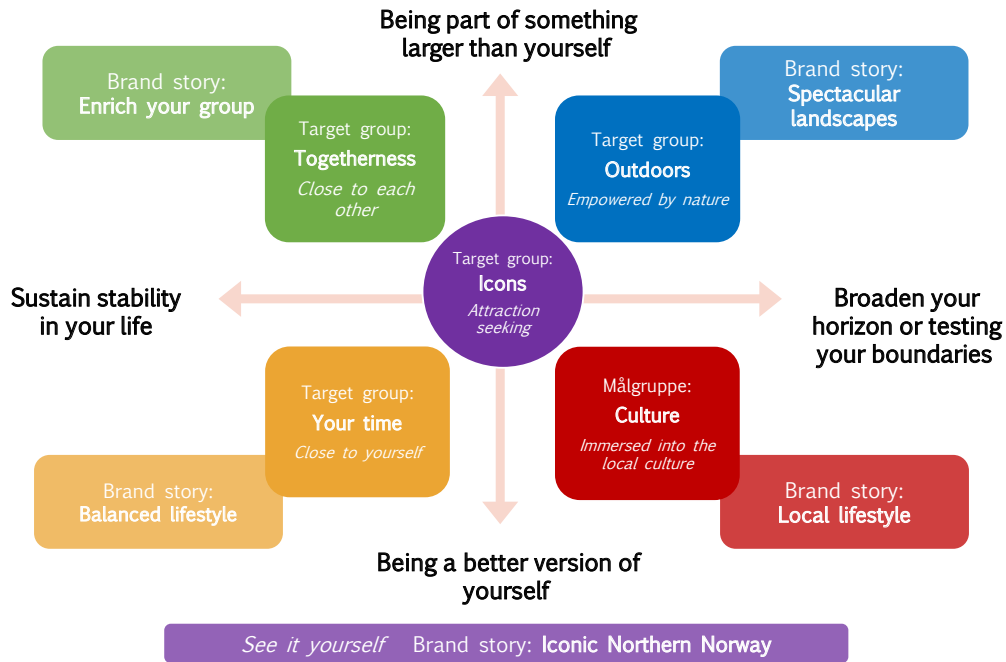 Being part of something
larger than yourself
Brand story:
Enrich your group
Target group:
Togetherness
Close to each
other
Brand story:
Spectacular
landscapes
Target group:
Outdoors
Empowered by nature
Sustain stability
in your life
Target group:
Icons
Attraction
seeking
Broaden your
horizon or testing
your boundaries
Target group:
Your time
Close to yourself
Brand story:
Balanced lifestyle
Målgruppe:
Culture
Immersed into the
local culture
Brand story:
Local lifestyle
Being a better version of
yourself
See it yourself Brand story: Iconic Northern Norway